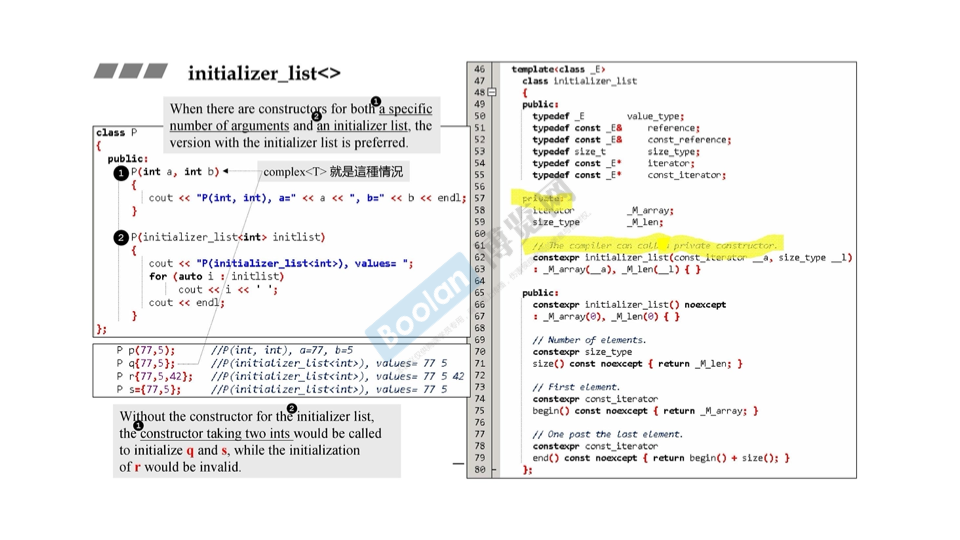 initializer_list<>
When there are constructors for both a specific
number of arguments and an initializer list, the
version with the initializer list is preferred.
class P
{
public:
1 P(int a, int b)
complex<T> 就是這種情況
{
cout << "P(int, int), a=" << a << ", b=" << b << endl;
}
2 P(initializer_list<int> initlist)
{
cout << "P(initializer_list<int>), values= ";
for (auto i : initlist)
cout << i << ' ';
cout << endl;
}
};
P p(77,5); //P(int, int), a=77, b=5
P q{77,5}; //P(initializer_list<int>), values= 77 5
P r{77,5,42}; //P(initializer_list<int>), values= 77 5 42
P s={77,5}; //P(initializer_list<int>), values= 77 5
Without the constructor for the initializer list,
the constructor taking two ints would be called
to initialize q and s, while the initialization
of r would be invalid.
46 template<class _E>
47 class initializer_list
48 {
49 public:
50 typedef _E value_type;
51 typedef const _E& reference;
52 typedef const _E& const_reference;
53 typedef size_t size_type;
54 typedef const _E* iterator;
55 typedef const _E* const_iterator;
56
57 private:
58 iterator _M_array;
59 size_type _M_len;
60
61 // The compiler can call a private constructor.
62 constexpr initializer_list(const_iterator __a, size_type __l)
63 : _M_array(__a), _M_len(__l) { }
64
65 public:
66 constexpr initializer_list() noexcept
67 : _M_array(0), _M_len(0) { }
68
69 // Number of elements.
70 constexpr size_type
71 size() const noexcept { return _M_len; }
72
73 // First element.
74 constexpr const_iterator
75 begin() const noexcept { return _M_array; }
76
77 // One past the last element.
78 constexpr const_iterator
79 end() const noexcept { return begin() + size(); }
80 };
Boolan 博览网